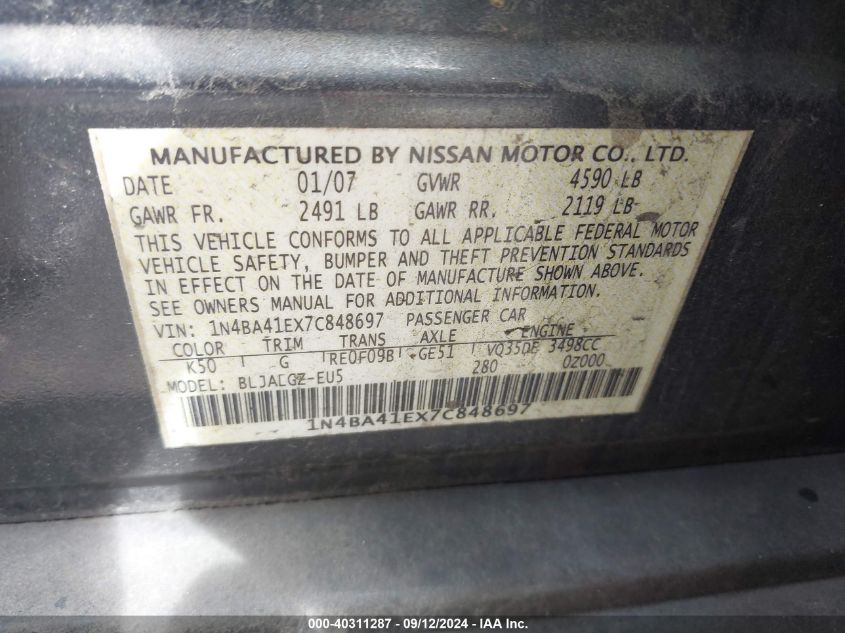 MANUFACTURED BY NISSAN MOTOR CO., LTD.
DATE 01/07 GVWR 4590 LB
GAWR FR. 2491 LB GAWR RR. 2119 LB
THIS VEHICLE CONFORMS TO ALL APPLICABLE FEDERAL MOTOR
VEHICLE SAFETY, BUMPER AND THEFT PREVENTION STANDARDS
IN EFFECT ON THE DATE OF MANUFACTURE SHOWN ABOVE.
SEE OWNERS MANUAL FOR ADDITIONAL INFORMATION.
VIN: 1N4BA41EX7C848697 PASSENGER CAR
COLOR TRIM TRANS AXLE ENGINE
K50 G RE0F09B GE51 VQ35DE 3498CC
MODEL: BLJALGZ-EU5 280 0Z000
1N4BA41EX7C848697
000-40311287 - 09/12/2024 - IAA Inc.